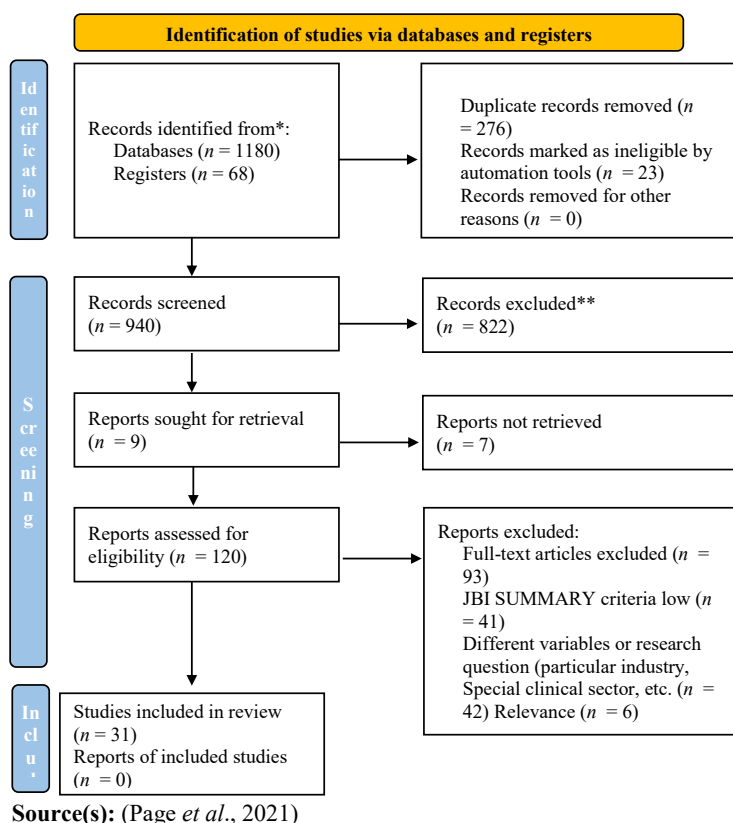 Identification of studies via databases and registers
Id
en
tif
ic
at
io
n
Records identified from*:
Databases (n = 1180)
Registers (n = 68)
Duplicate records removed (n
= 276)
Records marked as ineligible by
automation tools (n = 23)
Records removed for other
reasons (n = 0)
S
cr
ee
ni
n
g
Records screened
(n = 940)
Records excluded**
(n = 822)
Reports sought for retrieval
(n = 9)
Reports not retrieved
(n = 7)
Reports assessed for
eligibility (n = 120)
Reports excluded:
Full-text articles excluded (n =
93)
JBI SUMMARY criteria low (n
= 41)
Different variables or research
question (particular industry,
Special clinical sector, etc. (n =
42) Relevance (n = 6)
In
cl
u
Studies included in review
(n = 31)
Reports of included studies
(n = 0)
Source(s): (Page et al., 2021)